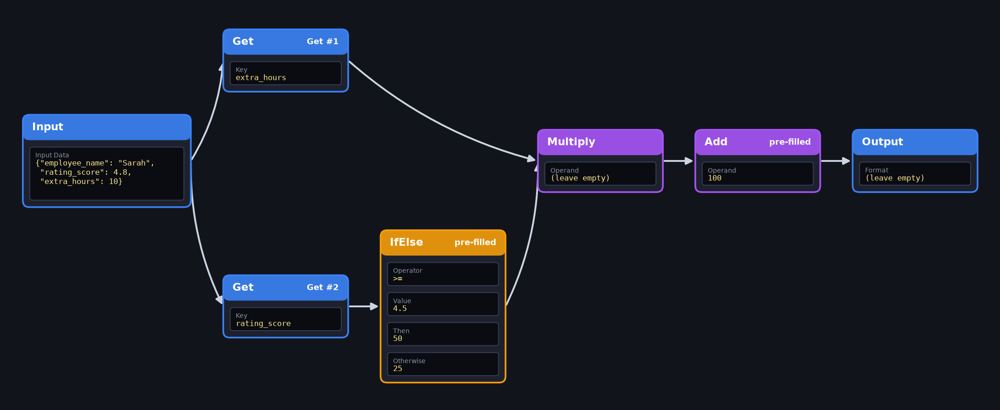 Input
Input Data
{"employee_name": "Sarah",
"rating_score": 4.8,
"extra_hours": 10}
Get
Get #1
Key
extra_hours
Get
Get #2
Key
rating_score
IfElse
pre-filled
Operator
>=
Value
4.5
Then
50
Otherwise
25
Multiply
Operand
(leave empty)
Add
pre-filled
Operand
100
Output
Format
(leave empty)